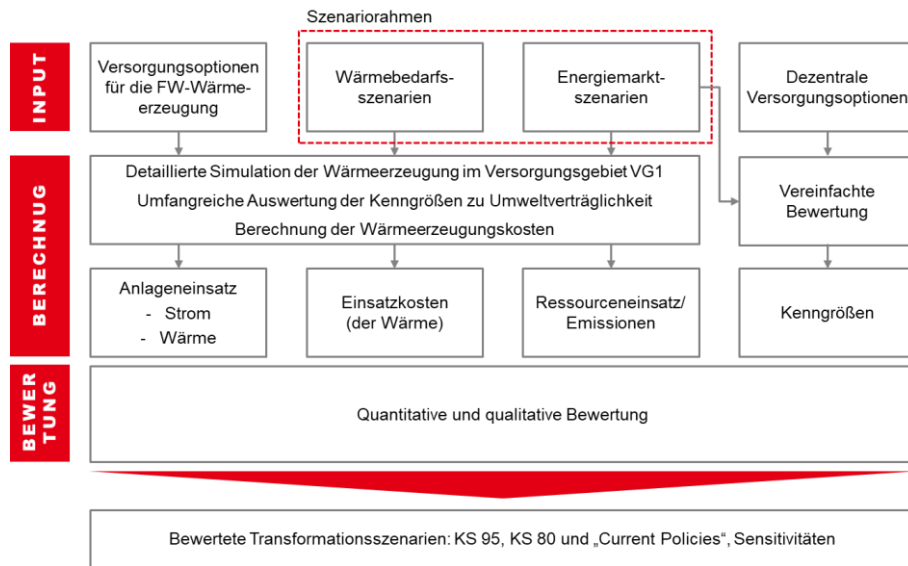 Szenariorahmen
INPUT
Versorgungsoptionen
für die FW-Wärme-
erzeugung
Wärmebedarfs-
szenarien
Energiemarkt-
szenarien
Dezentrale
Versorgungsoptionen
BERECHNUG
Detaillierte Simulation der Wärmeerzeugung im Versorgungsgebiet VG1
Umfangreiche Auswertung der Kenngrößen zu Umweltverträglichkeit
Berechnung der Wärmeerzeugungskosten
Vereinfachte
Bewertung
Anlageneinsatz
- Strom
- Wärme
Einsatzkosten
(der Wärme)
Ressourceneinsatz/
Emissionen
Kenngrößen
BEWER
TUNG
Quantitative und qualitative Bewertung
Bewertete Transformationsszenarien: KS 95, KS 80 und „Current Policies“, Sensitivitäten